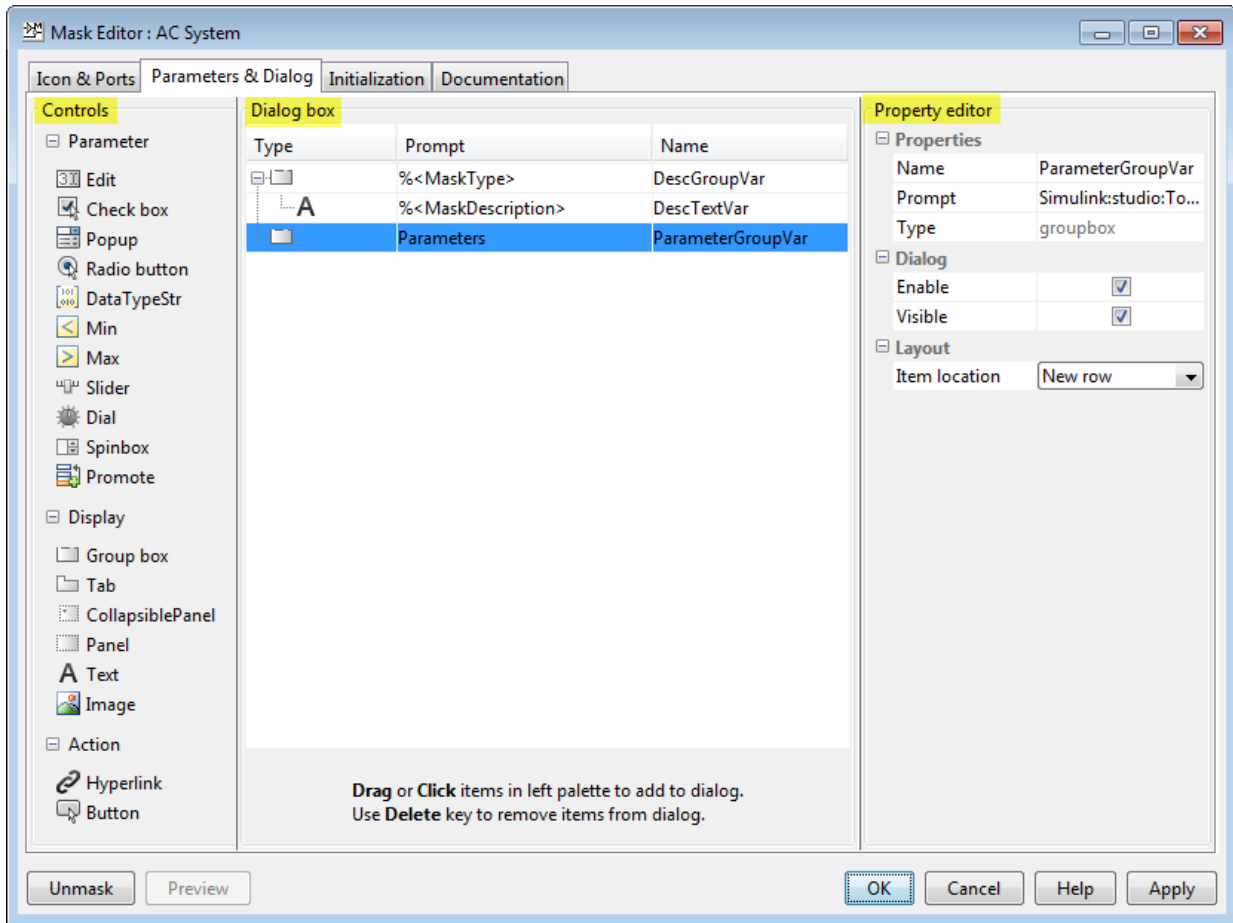 Mask Editor : AC System
Icon & Ports Parameters & Dialog Initialization Documentation
Controls
Parameter
Edit
Check box
Popup
Radio button
DataTypeStr
Min
Max
Slider
Dial
Spinbox
Promote
Display
Group box
Tab
CollapsiblePanel
Panel
A Text
Image
Action
Hyperlink
Button
Dialog box
Type Prompt Name
%<MaskType> DescGroupVar
A %<MaskDescription> DescTextVar
Parameters ParameterGroupVar
Drag or Click items in left palette to add to dialog.
Use Delete key to remove items from dialog.
Property editor
Properties
Name ParameterGroupVar
Prompt Simulink:studio:To...
Type groupbox
Dialog
Enable
Visible
Layout
Item location New row
Unmask Preview OK Cancel Help Apply